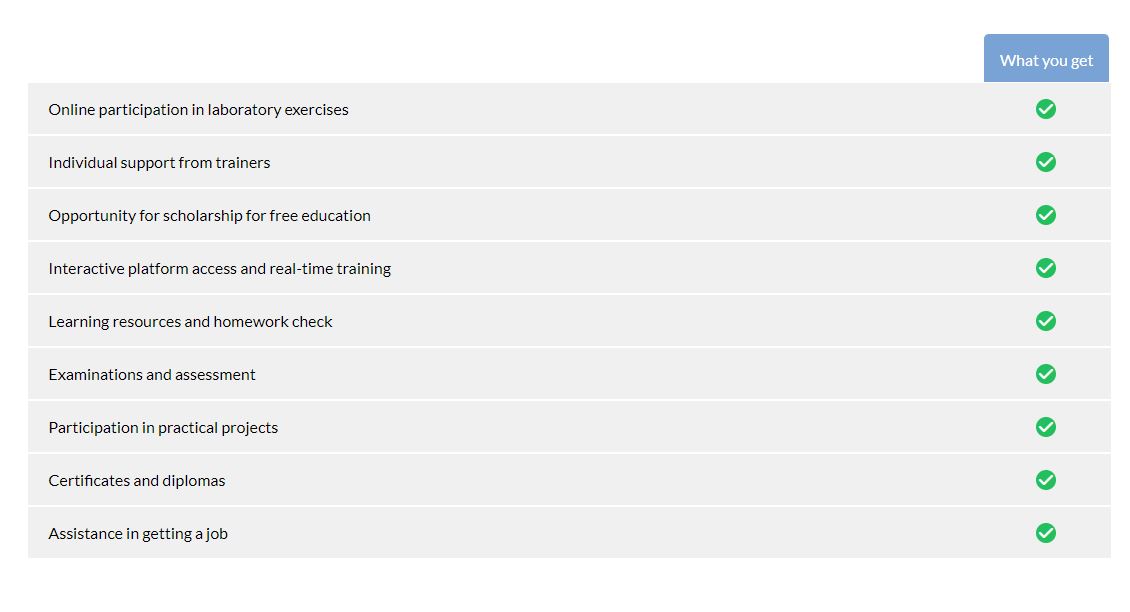 What you get
Online participation in laboratory exercises
Individual support from trainers
Opportunity for scholarship for free education
Interactive platform access and real-time training
Learning resources and homework check
Examinations and assessment
Participation in practical projects
Certificates and diplomas
Assistance in getting a job